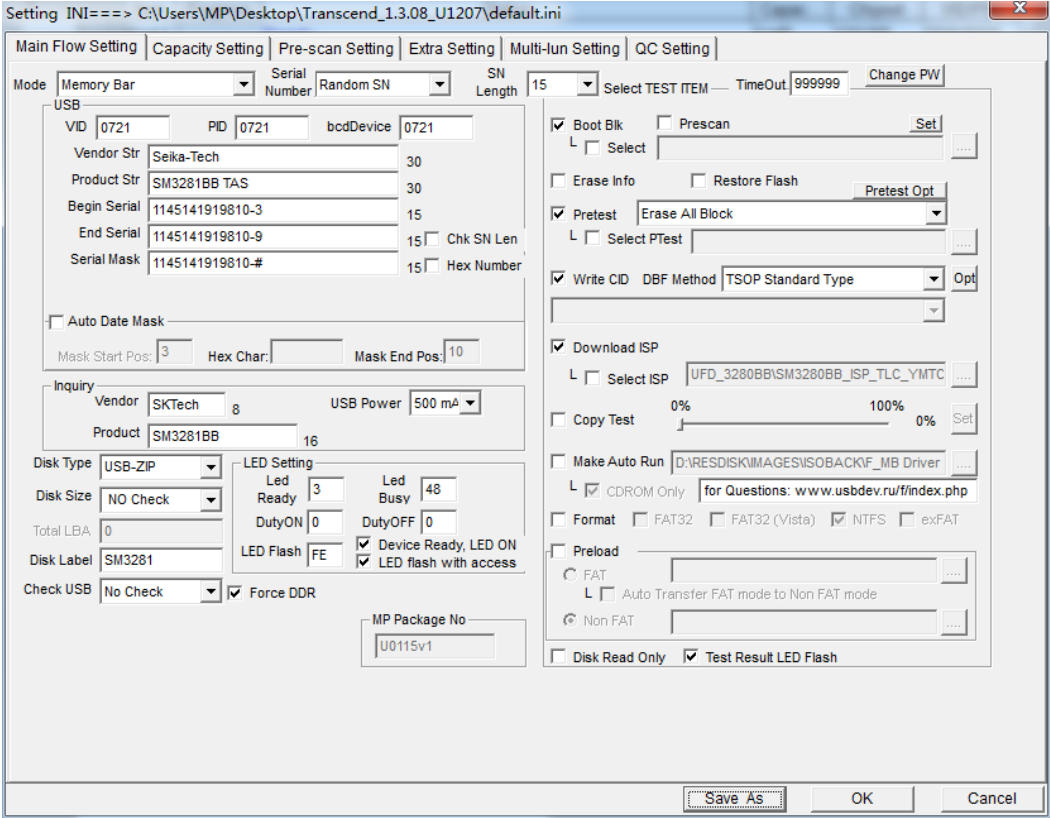 Setting INI===> C:\Users\MP\Desktop\Transcend_1.3.08_U1207\default.ini
X
Main Flow Setting Capacity Setting Pre-scan Setting Extra Setting Multi-lun Setting QC Setting
Mode Memory Bar Serial Number Random SN SN Length 15
USB
VID 0721 PID 0721 bcdDevice 0721
Vendor Str Seika-Tech 30
Product Str SM3281BB TAS 30
Begin Serial 1145141919810-3 15
End Serial 1145141919810-9 15 Chk SN Len
Serial Mask 1145141919810-# 15 Hex Number
Auto Date Mask
Mask Start Pos: 3 Hex Char: Mask End Pos: 10
Inquiry
Vendor SKTech 8 USB Power 500 mA
Product SM3281BB 16
Disk Type USB-ZIP
Disk Size NO Check
Total LBA 0
Disk Label SM3281
Check USB No Check Force DDR
LED Setting
Led Ready 3 Led Busy 48
DutyON 0 DutyOFF 0
LED Flash FE Device Ready, LED ON
LED flash with access
MP Package No
U0115v1
Select TEST ITEM TimeOut 999999 Change PW
Boot Blk Prescan Set
Select ....
Erase Info Restore Flash Pretest Opt
Pretest Erase All Block
Select PTest ....
Write CID DBF Method TSOP Standard Type Opt
Download ISP
Select ISP UFD_3280BB\SM3280BB_ISP_TLC_YMTC ....
0% 100%
Copy Test 0% Set
Make Auto Run D:\RESDISK\IMAGES\ISOBACK\F_MB Driver ....
CDROM Only for Questions: www.usbdev.ru/f/index.php
Format FAT32 FAT32 (Vista) NTFS exFAT
Preload
FAT ....
Auto Transfer FAT mode to Non FAT mode
Non FAT ....
Disk Read Only Test Result LED Flash
Save As OK Cancel